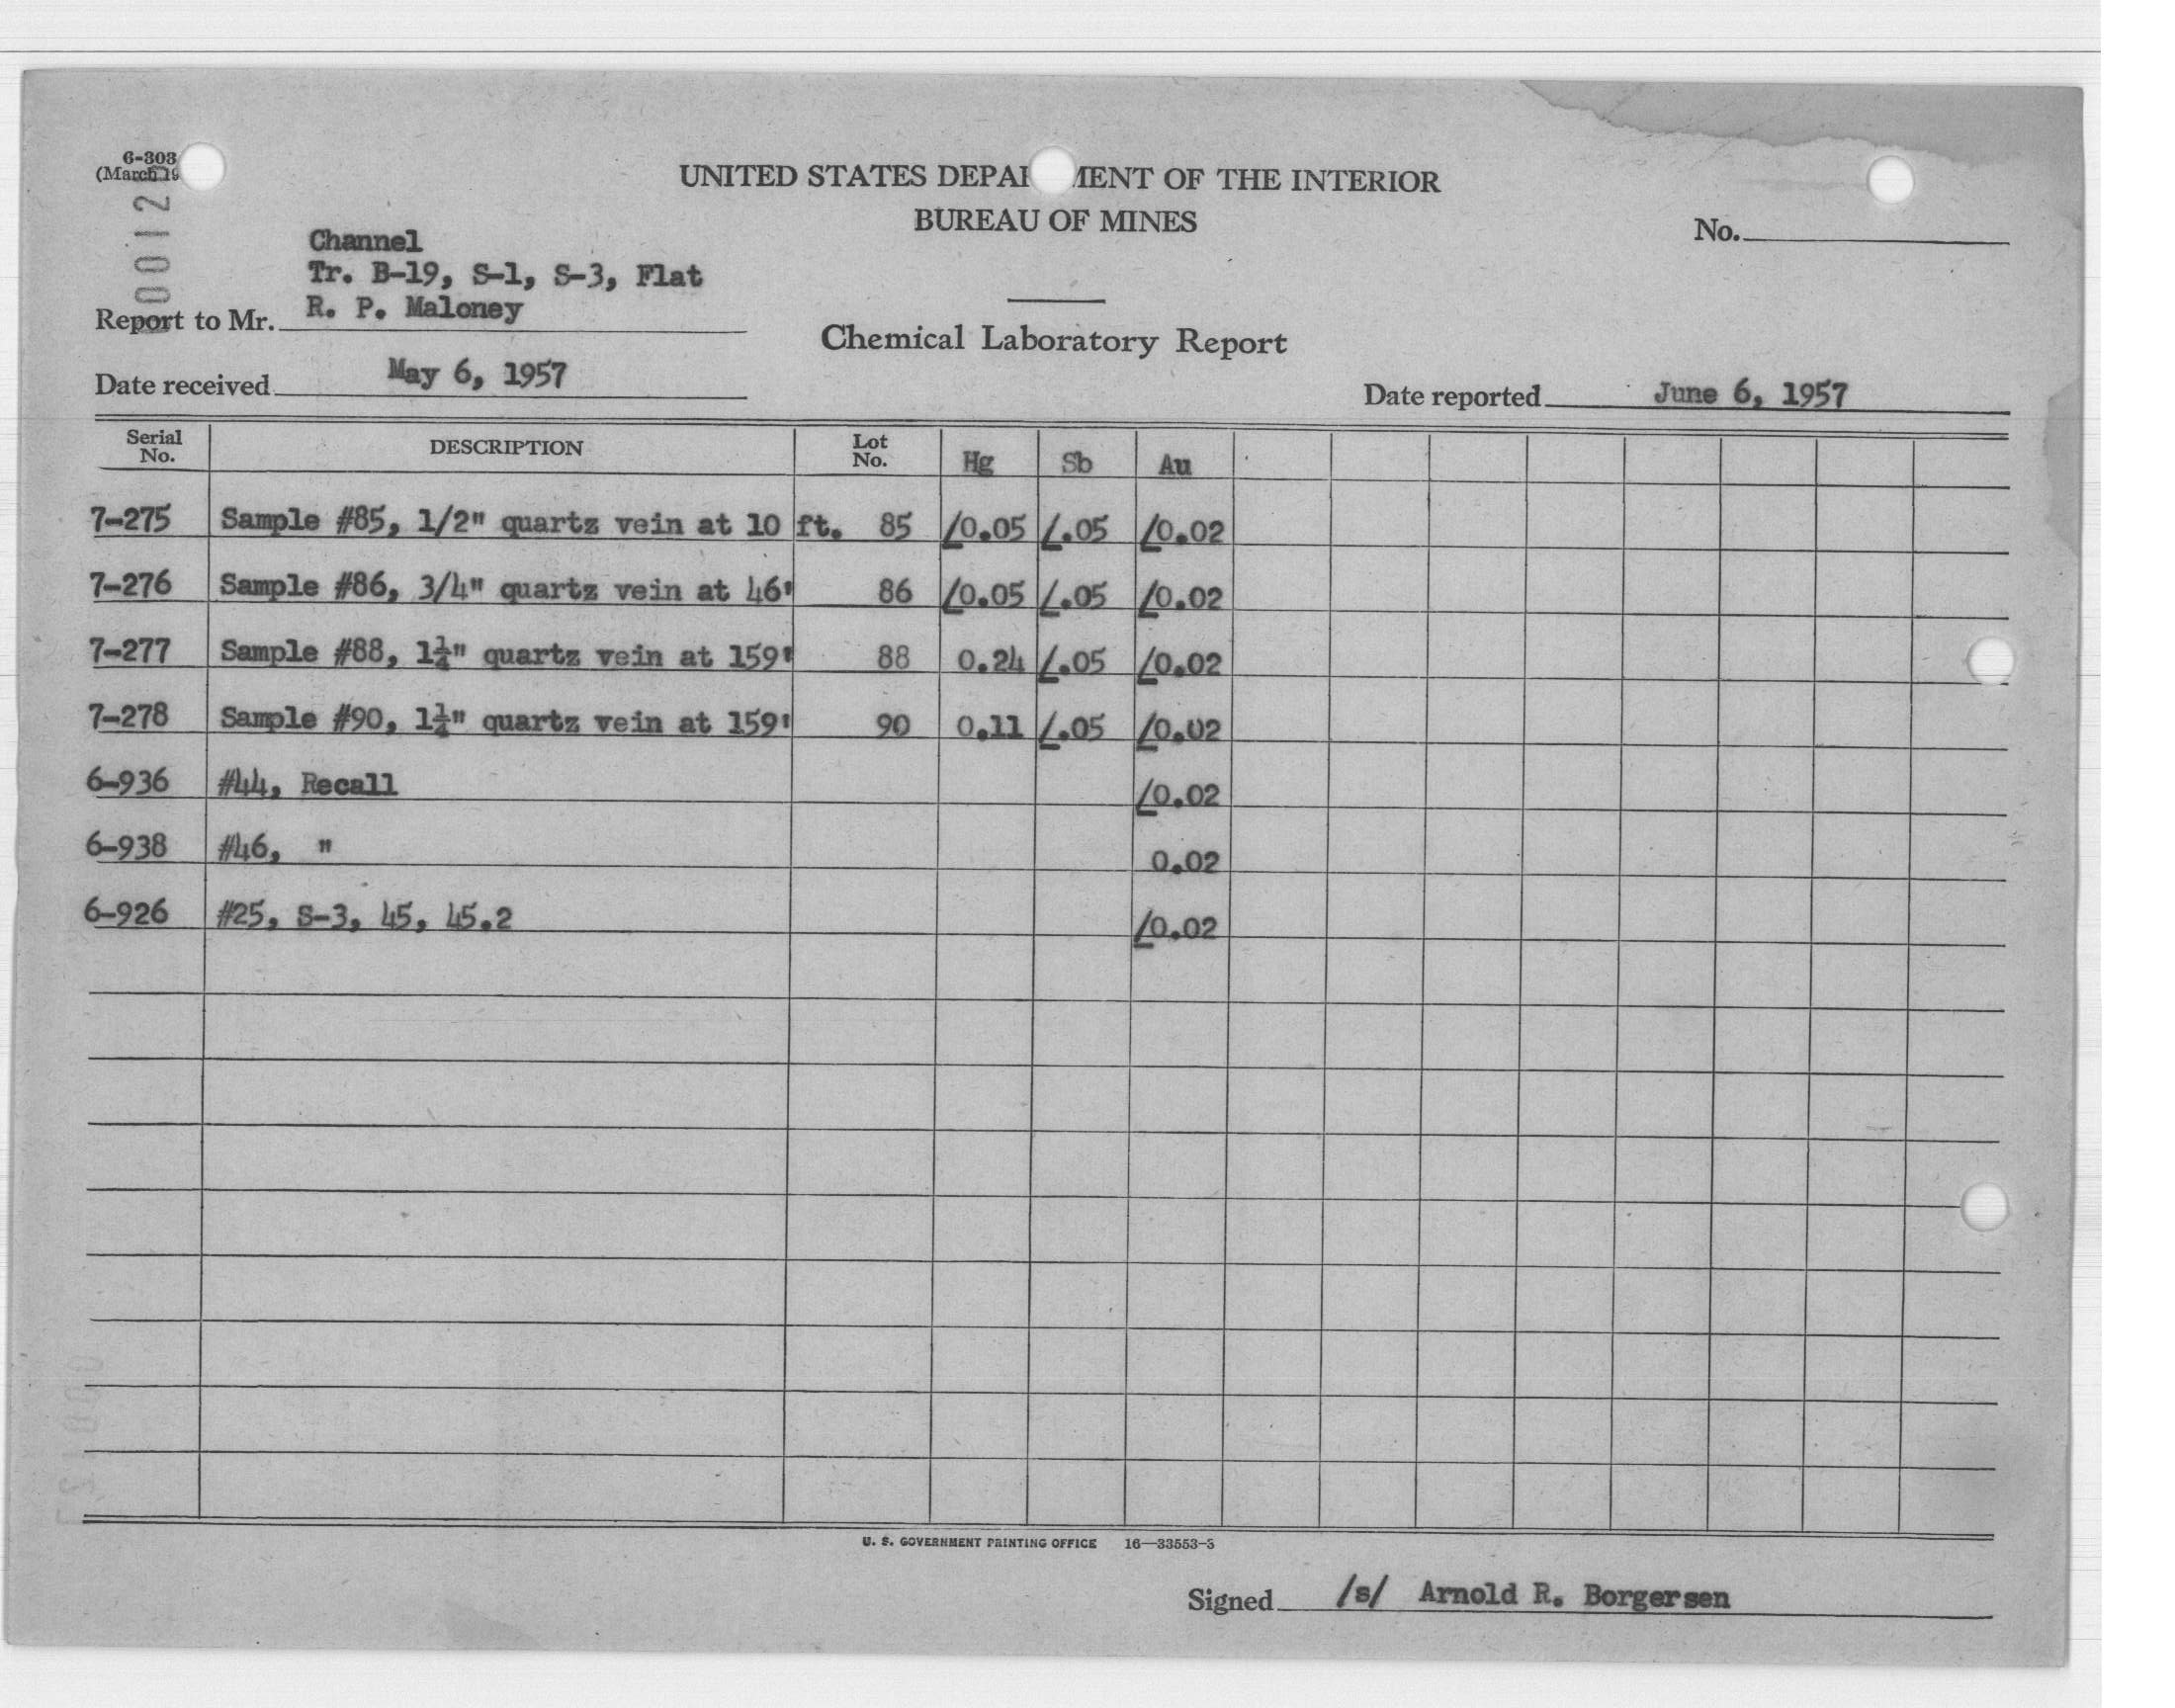 6-303
(March 19
UNITED STATES DEPA MENT OF THE INTERIOR
BUREAU OF MINES
No.
0012
Channel
Tr. B-19, S-1, S-3, Flat
Report to Mr. R. P. Maloney
Chemical Laboratory Report
Date received May 6, 1957
Date reported June 6, 1957
Serial No. DESCRIPTION Lot No. Hg Sb Au
7-275 Sample #85, 1/2" quartz vein at 10 ft. 85 <0.05 <.05 <0.02
7-276 Sample #86, 3/4" quartz vein at 46' 86 <0.05 <.05 <0.02
7-277 Sample #88, 1¼" quartz vein at 159' 88 0.24 <.05 <0.02
7-278 Sample #90, 1¼" quartz vein at 159' 90 0.11 <.05 <0.02
6-936 #44, Recall <0.02
6-938 #46, " 0.02
6-926 #25, S-3, 45, 45.2 <0.02
U. S. GOVERNMENT PRINTING OFFICE 16—33553-3
Signed /s/ Arnold R. Borgersen